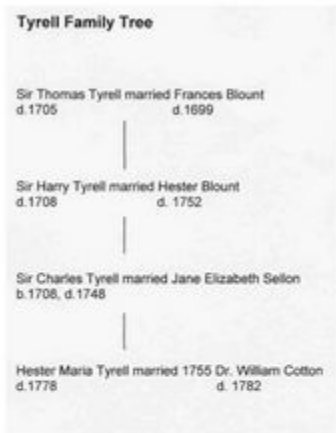 Tyrell Family Tree
Sir Thomas Tyrell married Frances Blount
d.1705 d.1699
Sir Harry Tyrell married Hester Blount
d.1708 d. 1752
Sir Charles Tyrell married Jane Elizabeth Sellon
b.1708, d.1748
Hester Maria Tyrell married 1755 Dr. William Cotton
d.1778 d. 1782